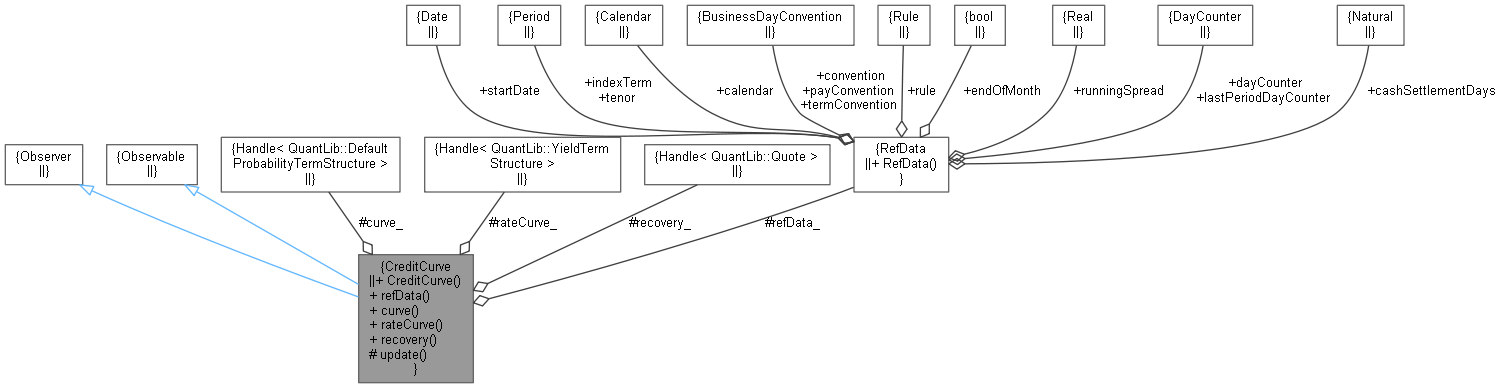 {Date
||}
{Period
||}
{Calendar
||}
{BusinessDayConvention
||}
{Rule
||}
{bool
||}
{Real
||}
{DayCounter
||}
{Natural
||}
+startDate
+indexTerm
+tenor
+calendar
+convention
+payConvention
+termConvention
+rule
+endOfMonth
+runningSpread
+dayCounter
+lastPeriodDayCounter
+cashSettlementDays
{Observer
||}
{Observable
||}
{Handle< QuantLib::Default
ProbabilityTermStructure >
||}
{Handle< QuantLib::YieldTerm
Structure >
||}
{Handle< QuantLib::Quote >
||}
{RefData
||+ RefData()
}
#curve_
#rateCurve_
#recovery_
#refData_
{CreditCurve
||+ CreditCurve()
+ refData()
+ curve()
+ rateCurve()
+ recovery()
# update()
}